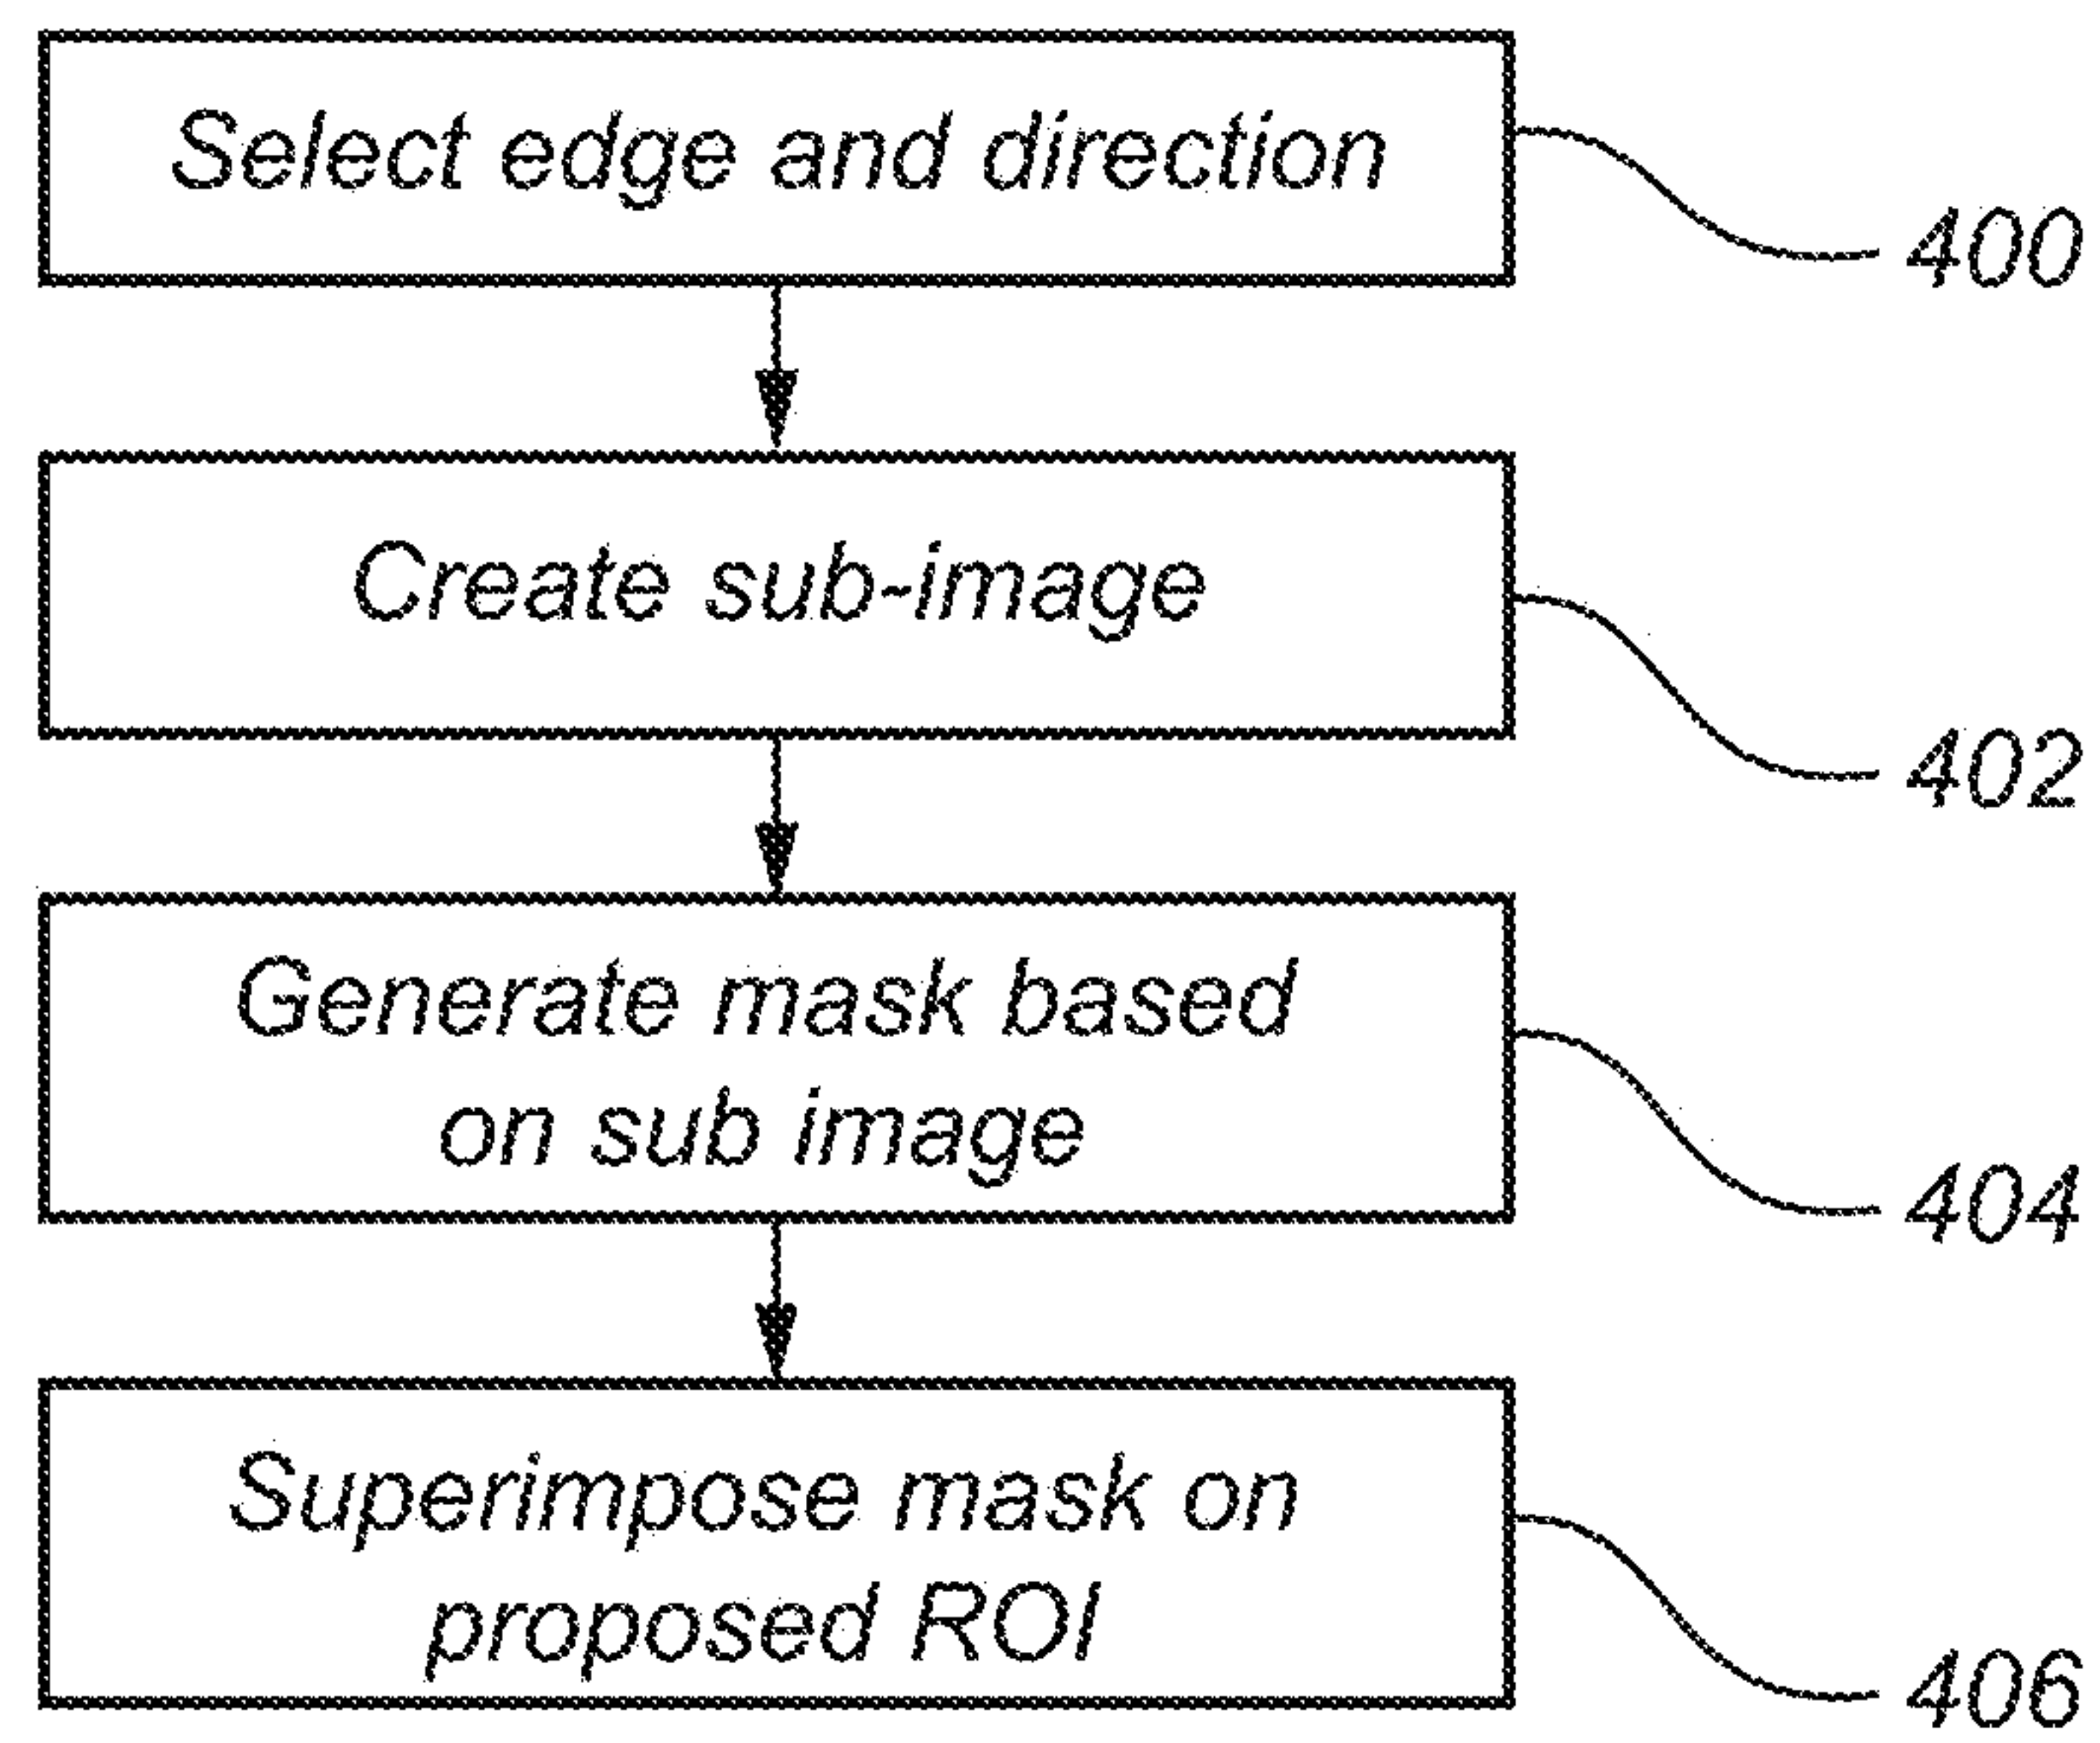 Select edge and direction
400
Create sub-image
402
Generate mask based
on sub image
404
Superimpose mask on
proposed ROI
406